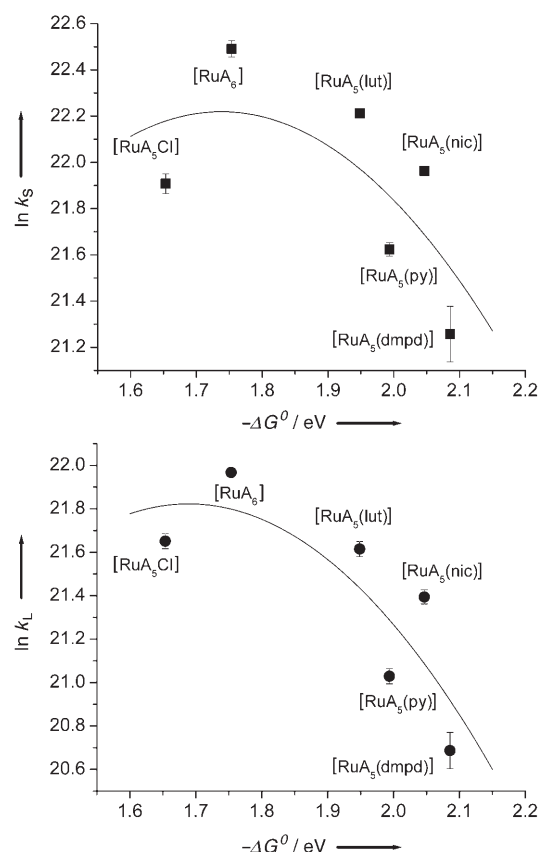 22.6
[RuA₆]
22.4
[RuA₅(lut)]
22.2
[RuA₅Cl]
[RuA₅(nic)]
22.0
ln kS
21.8
21.6
[RuA₅(py)]
21.4
[RuA₅(dmpd)]
21.2
1.6 1.7 1.8 1.9 2.0 2.1 2.2
–ΔG⁰ / eV
22.0
[RuA₆]
21.8
[RuA₅(lut)]
21.6
[RuA₅Cl]
[RuA₅(nic)]
21.4
ln kL
21.2
21.0
[RuA₅(py)]
20.8
[RuA₅(dmpd)]
20.6
1.6 1.7 1.8 1.9 2.0 2.1 2.2
–ΔG⁰ / eV